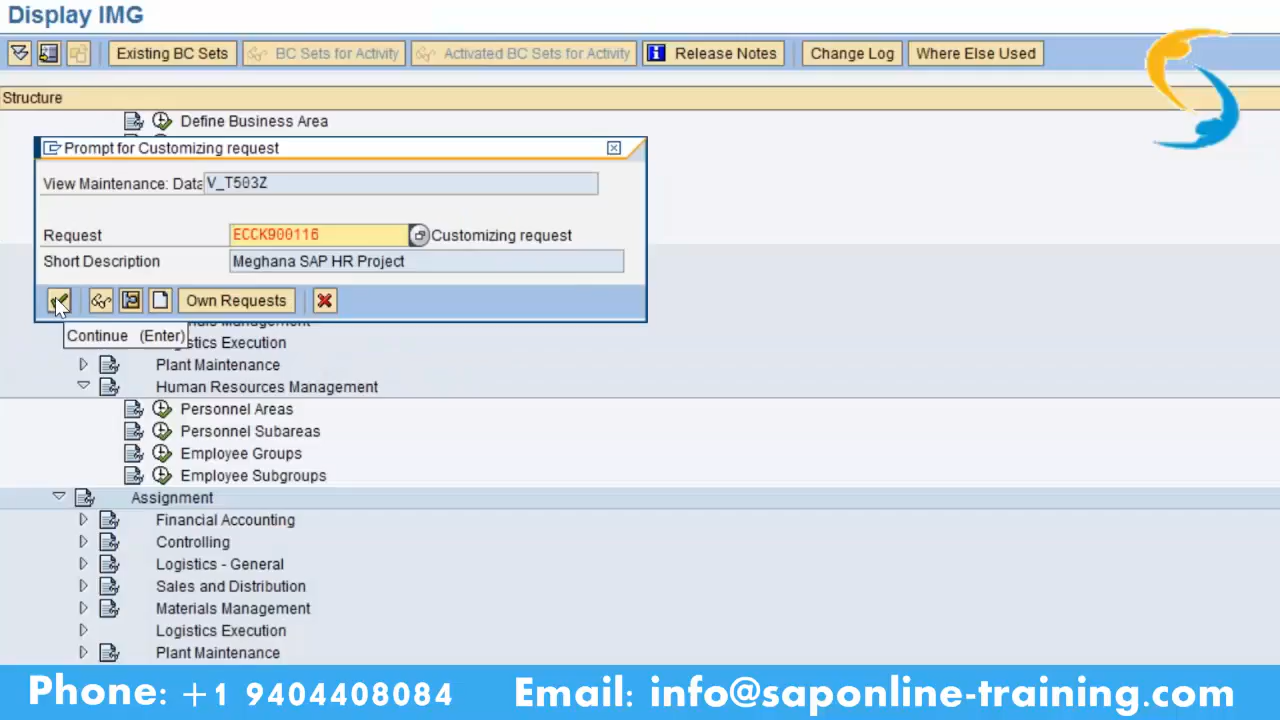 Display IMG
Existing BC Sets BC Sets for Activity Activated BC Sets for Activity Release Notes Change Log Where Else Used
Structure
Define Business Area
Prompt for Customizing request
View Maintenance: Data V_T503Z
Request ECCK900116 Customizing request
Short Description Meghana SAP HR Project
Own Requests
Continue (Enter)
Management
Execution
Plant Maintenance
Human Resources Management
Personnel Areas
Personnel Subareas
Employee Groups
Employee Subgroups
Assignment
Financial Accounting
Controlling
Logistics - General
Sales and Distribution
Materials Management
Logistics Execution
Plant Maintenance
Phone: +1 9404408084 Email: info@saponline-training.com